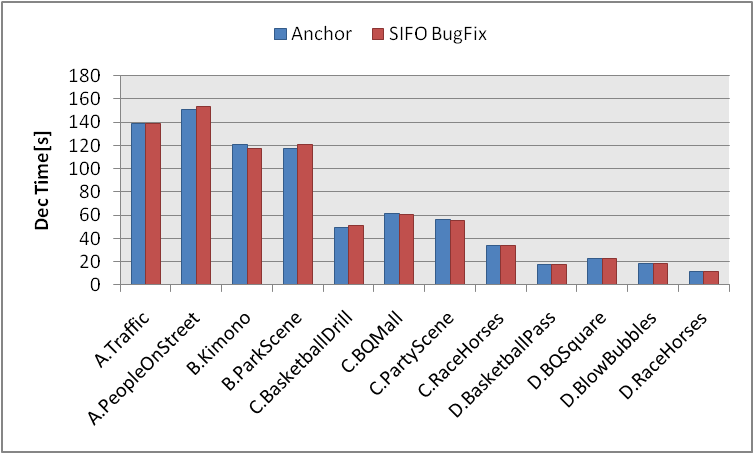 Anchor SIFO BugFix
Dec Time[s]
180
160
140
120
100
80
60
40
20
0
A.Traffic
A.PeopleOnStreet
B.Kimono
B.ParkScene
C.BasketballDrill
C.BQMall
C.PartyScene
C.RaceHorses
D.BasketballPass
D.BQSquare
D.BlowBubbles
D.RaceHorses